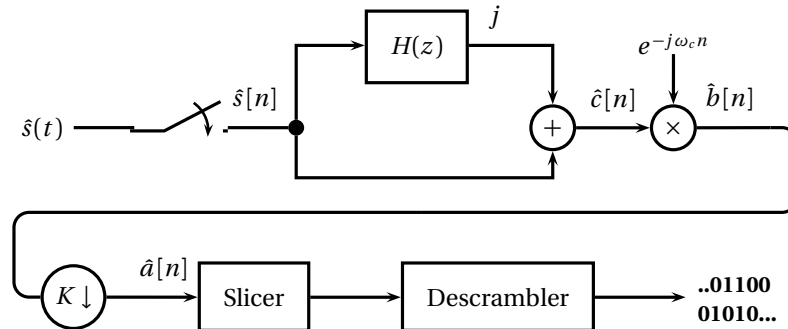 j
H(z)
e^{−jω_c n}
ŝ(t)
ŝ[n]
+
ĉ[n]
×
b̂[n]
K ↓
â[n]
Slicer
Descrambler
..01100
01010...